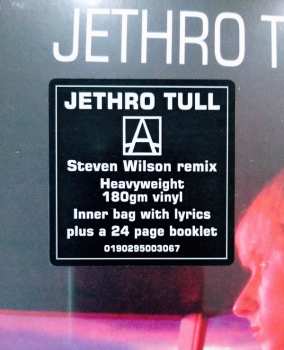 JETHRO T
JETHRO TULL
A
Steven Wilson remix
Heavyweight
180gm vinyl
Inner bag with lyrics
plus a 24 page booklet
0190295003067